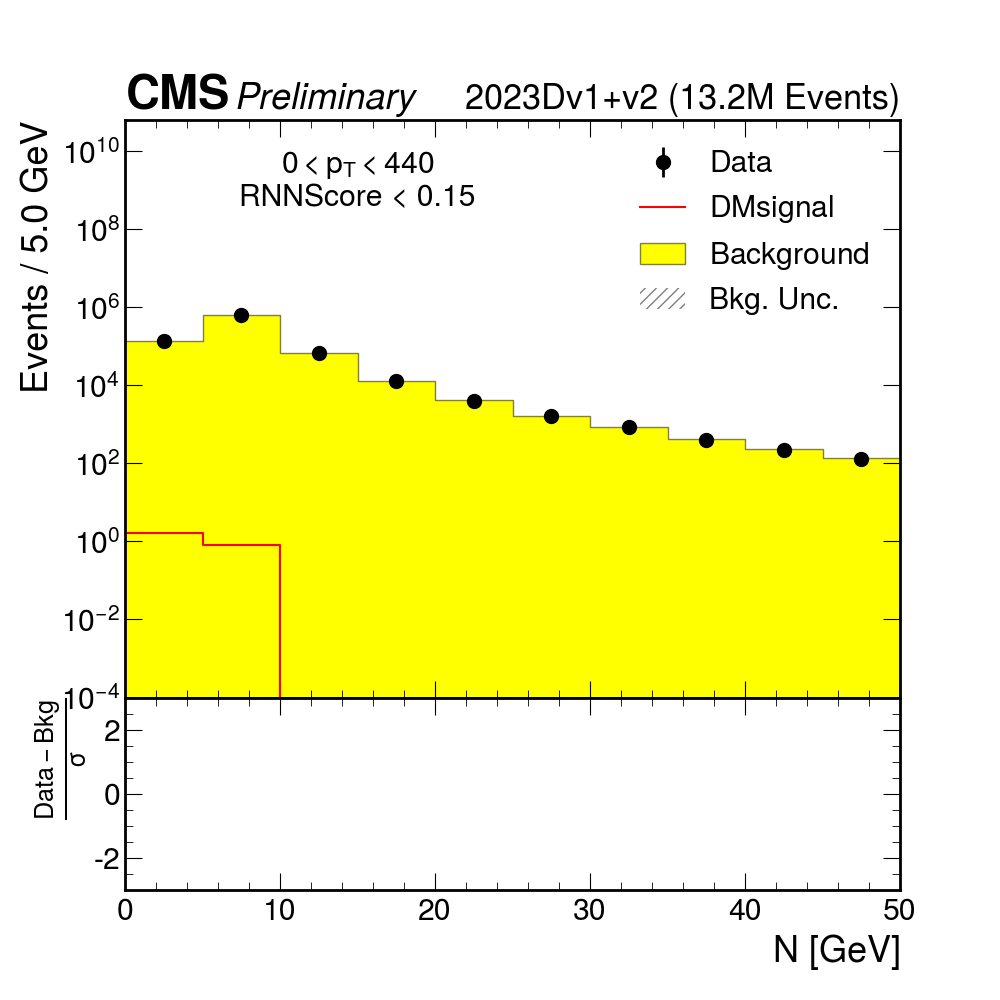 CMS Preliminary 2023Dv1+v2 (13.2M Events)
Events / 5.0 GeV
0 < pT < 440
RNNScore < 0.15
Data
DMsignal
Background
Bkg. Unc.
10^10
10^8
10^6
10^4
10^2
10^0
10^−2
10^−4
Data − Bkg
σ
2
0
-2
0 10 20 30 40 50
N [GeV]